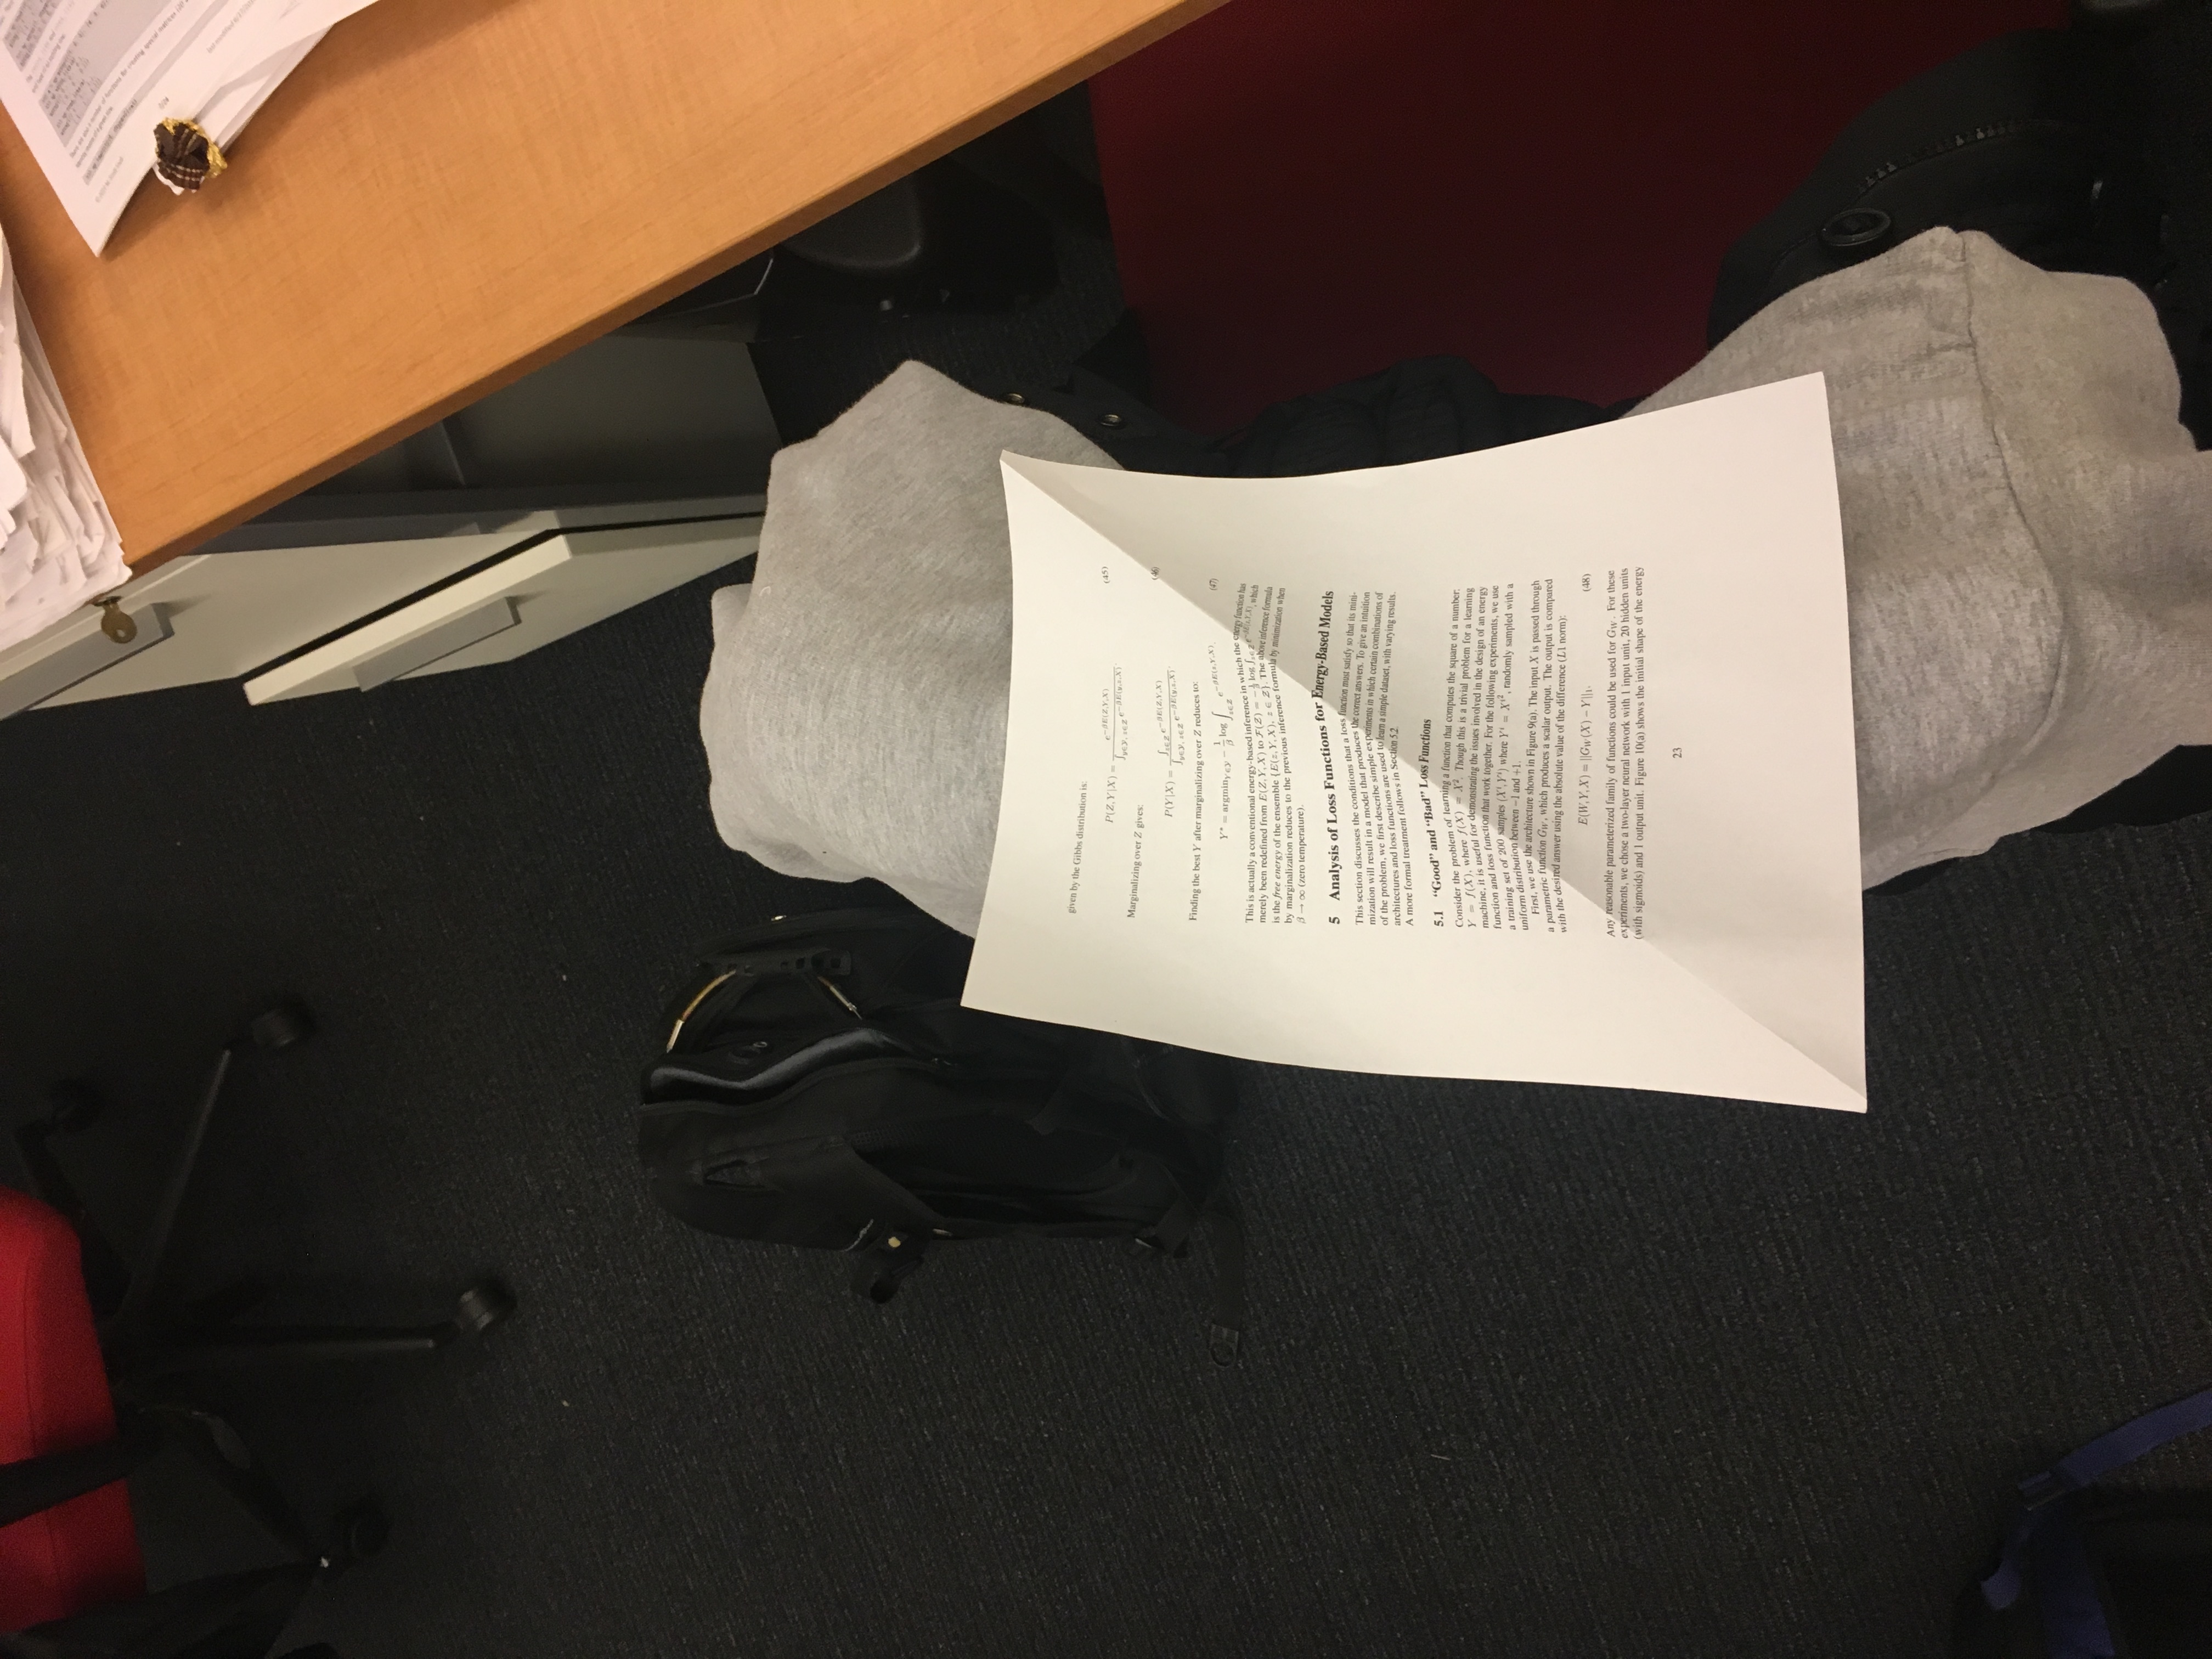 given by the Gibbs distribution is:
P(Z,Y|X) = e^{−βE(Z,Y,X)} / ∫_{y∈𝒴, z∈𝒵} e^{−βE(y,z,X)}. (45)
Marginalizing over Z gives:
P(Y|X) = ∫_{z∈𝒵} e^{−βE(Z,Y,X)} / ∫_{y∈𝒴, z∈𝒵} e^{−βE(y,z,X)}. (46)
Finding the best Y after marginalizing over Z reduces to:
Y* = argmin_{Y∈𝒴} − 1/β log ∫_{z∈𝒵} e^{−βE(z,Y,X)}. (47)
This is actually a conventional energy-based inference in which the energy function has
merely been redefined from E(Z,Y,X) to ℱ(Z) = −1/β log ∫_{z∈𝒵} e^{−βE(z,Y,X)}, which
is the free energy of the ensemble {E(z,Y,X), z ∈ 𝒵}. The above inference formula
by marginalization reduces to the previous inference formula by minimization when
β → ∞ (zero temperature).
5 Analysis of Loss Functions for Energy-Based Models
This section discusses the conditions that a loss function must satisfy so that its mini-
mization will result in a model that produces the correct answers. To give an intuition
of the problem, we first describe simple experiments in which certain combinations of
architectures and loss functions are used to learn a simple dataset, with varying results.
A more formal treatment follows in Section 5.2.
5.1 “Good” and “Bad” Loss Functions
Consider the problem of learning a function that computes the square of a number:
Y = f(X), where f(X) = X². Though this is a trivial problem for a learning
machine, it is useful for demonstrating the issues involved in the design of an energy
function and loss function that work together. For the following experiments, we use
a training set of 200 samples (X^i, Y^i) where Y^i = X^{i2}, randomly sampled with a
uniform distribution between −1 and +1.
First, we use the architecture shown in Figure 9(a). The input X is passed through
a parametric function G_W, which produces a scalar output. The output is compared
with the desired answer using the absolute value of the difference (L1 norm):
E(W,Y,X) = ||G_W(X) − Y||₁. (48)
Any reasonable parameterized family of functions could be used for G_W. For these
experiments, we chose a two-layer neural network with 1 input unit, 20 hidden units
(with sigmoids) and 1 output unit. Figure 10(a) shows the initial shape of the energy
23